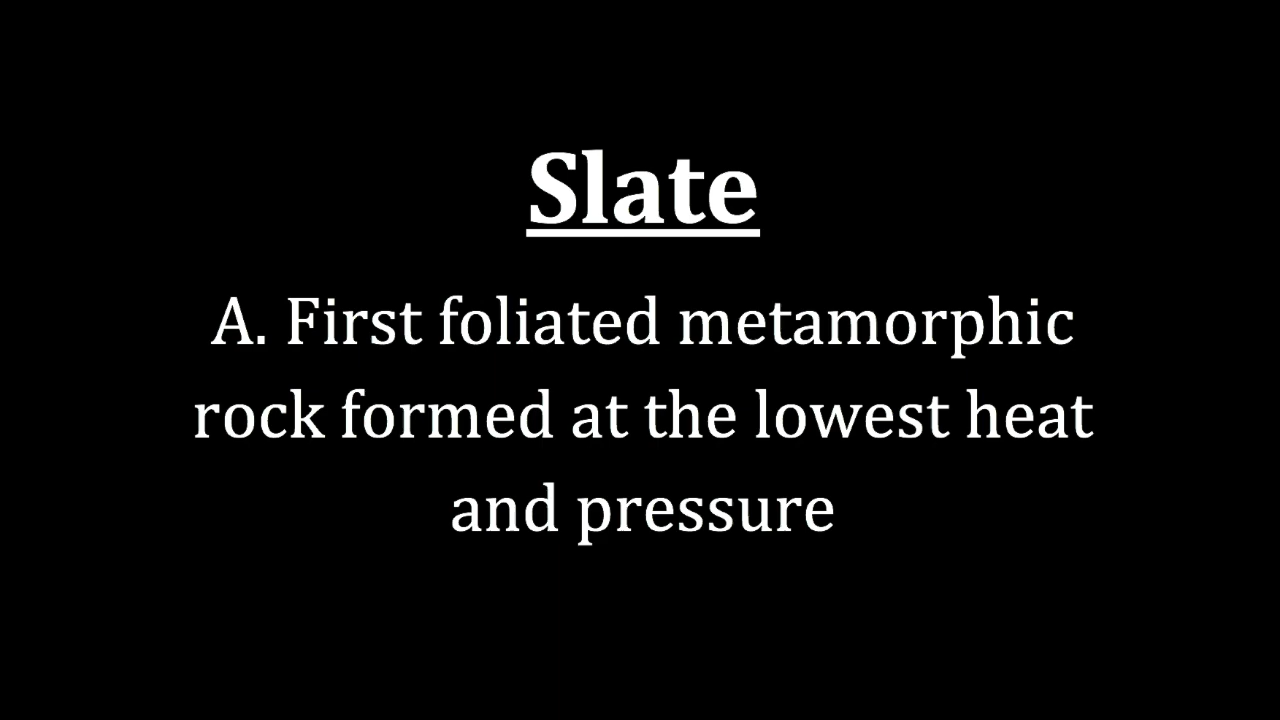 Slate
A. First foliated metamorphic
rock formed at the lowest heat
and pressure